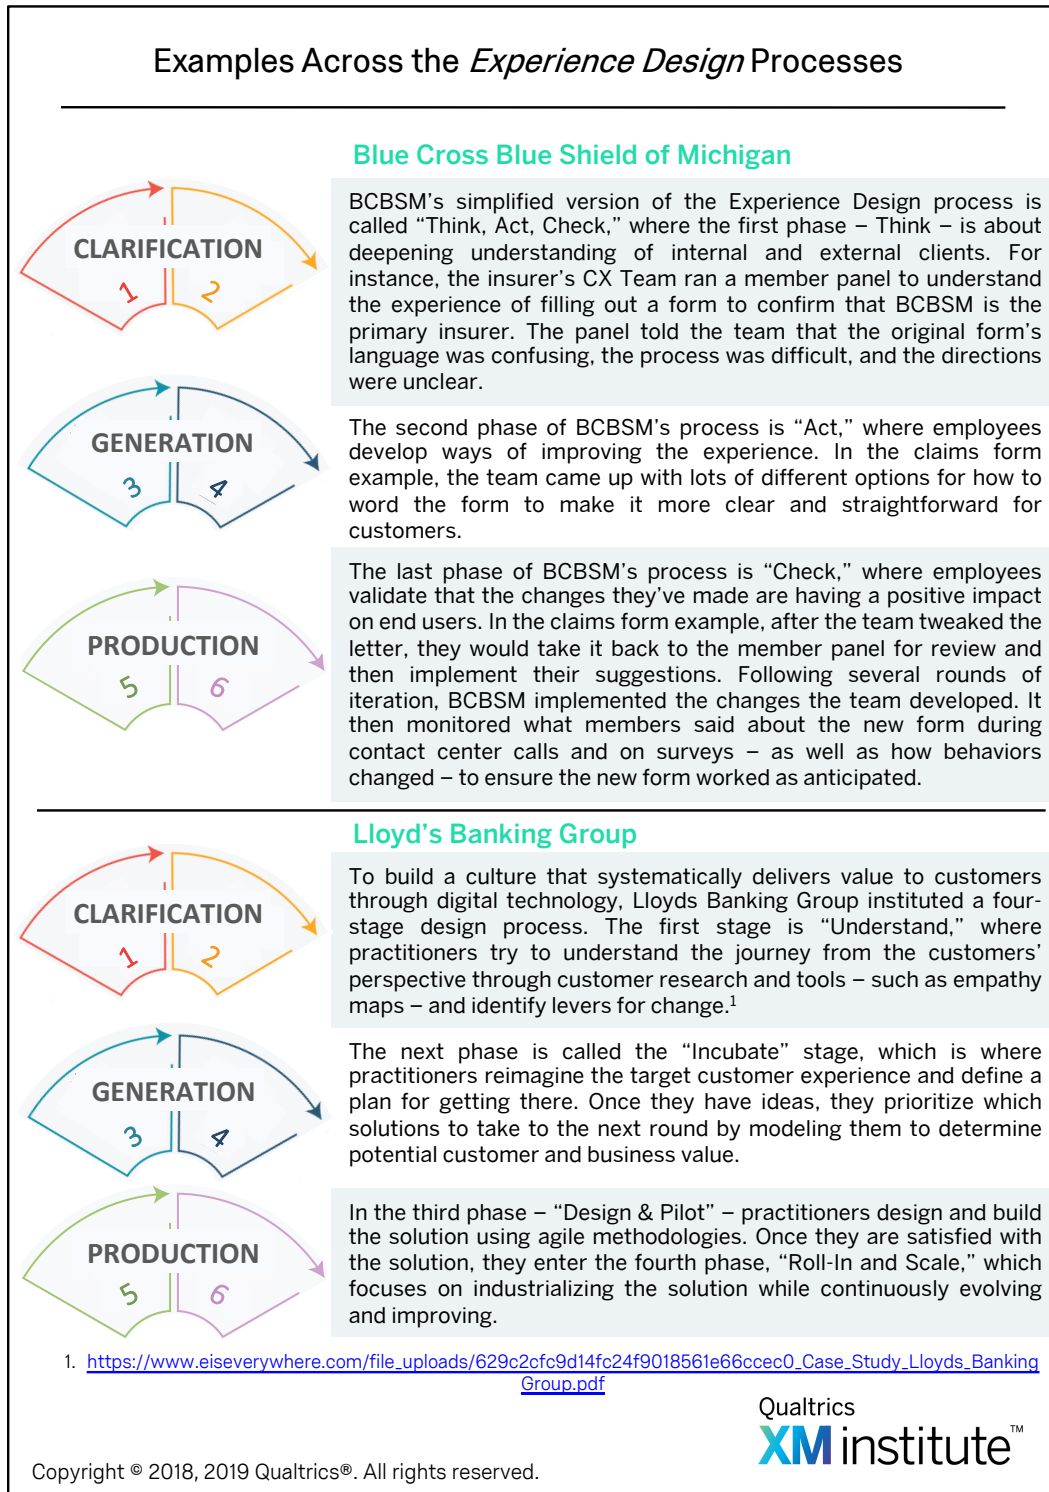 Examples Across the Experience Design Processes
Blue Cross Blue Shield of Michigan
CLARIFICATION
1 2
BCBSM's simplified version of the Experience Design process is
called “Think, Act, Check,” where the first phase – Think – is about
deepening understanding of internal and external clients. For
instance, the insurer's CX Team ran a member panel to understand
the experience of filling out a form to confirm that BCBSM is the
primary insurer. The panel told the team that the original form's
language was confusing, the process was difficult, and the directions
were unclear.
GENERATION
3 4
The second phase of BCBSM's process is “Act,” where employees
develop ways of improving the experience. In the claims form
example, the team came up with lots of different options for how to
word the form to make it more clear and straightforward for
customers.
PRODUCTION
5 6
The last phase of BCBSM's process is “Check,” where employees
validate that the changes they've made are having a positive impact
on end users. In the claims form example, after the team tweaked the
letter, they would take it back to the member panel for review and
then implement their suggestions. Following several rounds of
iteration, BCBSM implemented the changes the team developed. It
then monitored what members said about the new form during
contact center calls and on surveys – as well as how behaviors
changed – to ensure the new form worked as anticipated.
Lloyd's Banking Group
CLARIFICATION
1 2
To build a culture that systematically delivers value to customers
through digital technology, Lloyds Banking Group instituted a four-
stage design process. The first stage is “Understand,” where
practitioners try to understand the journey from the customers'
perspective through customer research and tools – such as empathy
maps – and identify levers for change.1
GENERATION
3 4
The next phase is called the “Incubate” stage, which is where
practitioners reimagine the target customer experience and define a
plan for getting there. Once they have ideas, they prioritize which
solutions to take to the next round by modeling them to determine
potential customer and business value.
PRODUCTION
5 6
In the third phase – “Design & Pilot” – practitioners design and build
the solution using agile methodologies. Once they are satisfied with
the solution, they enter the fourth phase, “Roll-In and Scale,” which
focuses on industrializing the solution while continuously evolving
and improving.
1. https://www.eiseverywhere.com/file_uploads/629c2cfc9d14fc24f9018561e66ccec0_Case_Study_Lloyds_Banking
Group.pdf
Qualtrics
XM institute™
Copyright © 2018, 2019 Qualtrics®. All rights reserved.